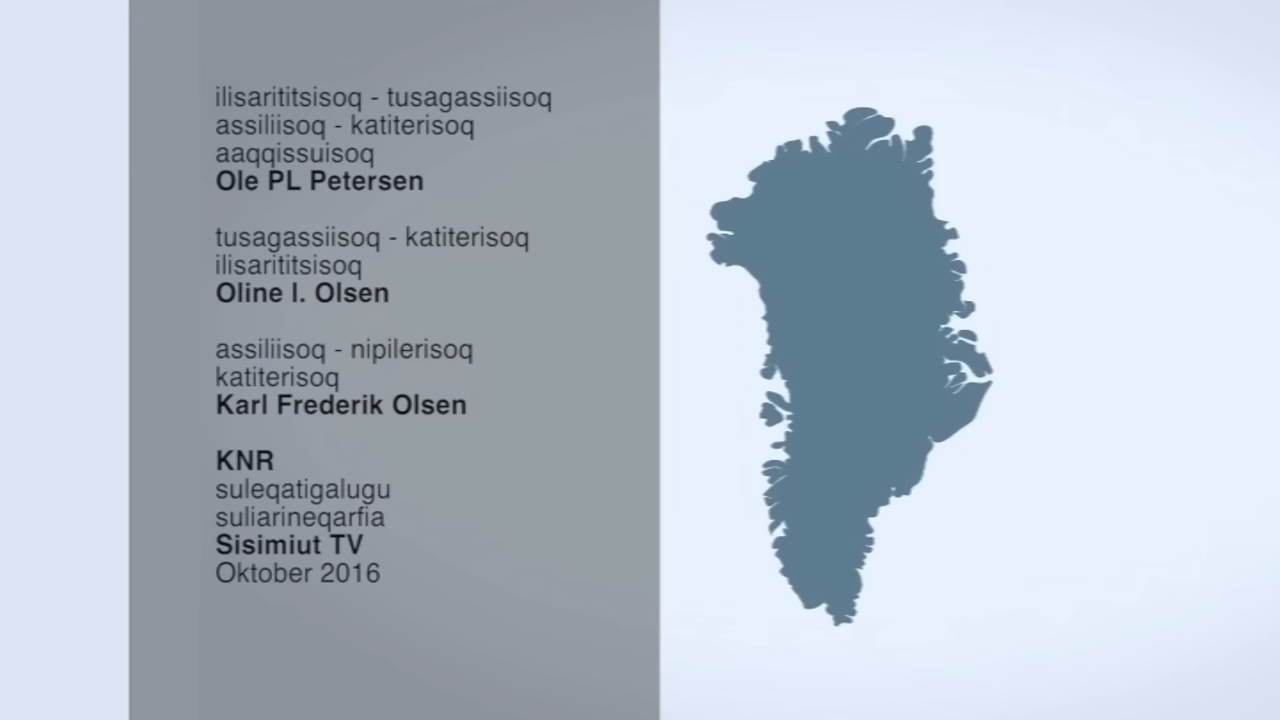 ilisarititsisoq - tusagassiisoq
assiliisoq - katiterisoq
aaqqissuisoq
Ole PL Petersen
tusagassiisoq - katiterisoq
ilisarititsisoq
Oline I. Olsen
assiliisoq - nipilerisoq
katiterisoq
Karl Frederik Olsen
KNR
suleqatigalugu
suliarineqarfia
Sisimiut TV
Oktober 2016